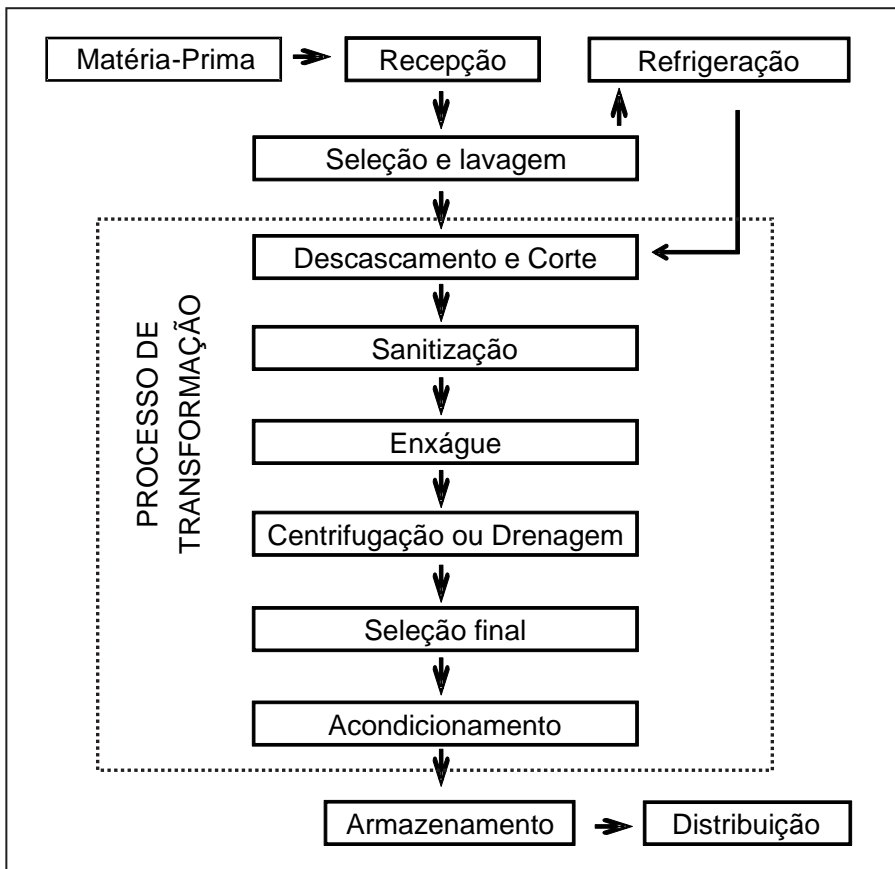 Matéria-Prima
Recepção
Refrigeração
Seleção e lavagem
Descascamento e Corte
Sanitização
Enxágue
Centrifugação ou Drenagem
Seleção final
Acondicionamento
PROCESSO DE
TRANSFORMAÇÃO
Armazenamento
Distribuição